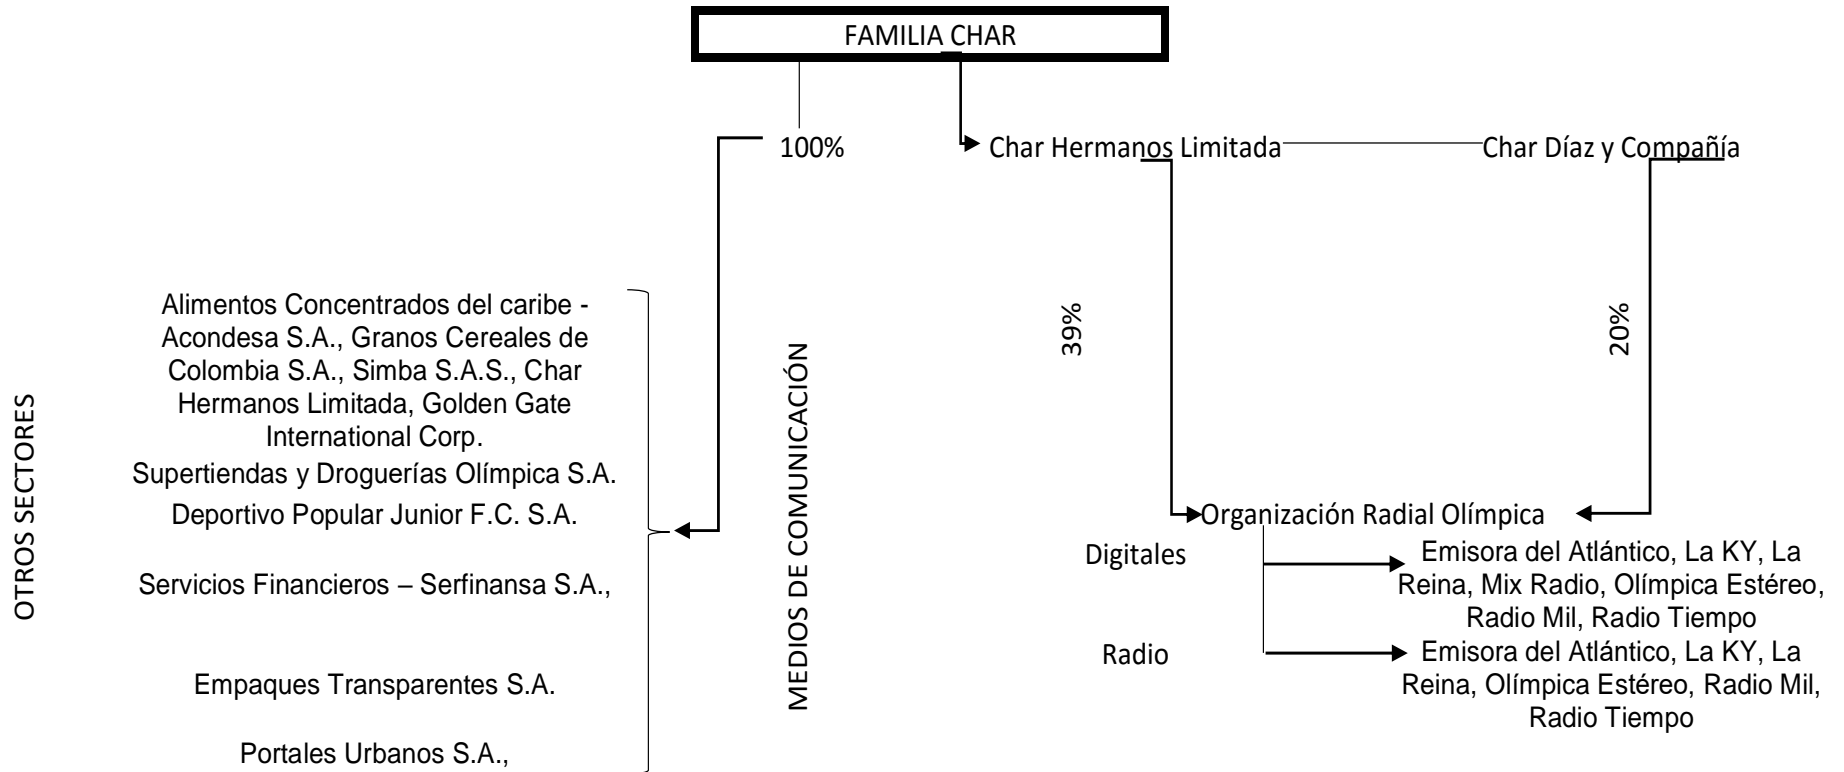 FAMILIA CHAR
100%
Char Hermanos Limitada
Char Díaz y Compañía
OTROS SECTORES
Alimentos Concentrados del caribe -
Acondesa S.A., Granos Cereales de
Colombia S.A., Simba S.A.S., Char
Hermanos Limitada, Golden Gate
International Corp.
Supertiendas y Droguerías Olímpica S.A.
Deportivo Popular Junior F.C. S.A.
Servicios Financieros – Serfinansa S.A.,
Empaques Transparentes S.A.
Portales Urbanos S.A.,
MEDIOS DE COMUNICACIÓN
39%
20%
Organización Radial Olímpica
Digitales
Emisora del Atlántico, La KY, La
Reina, Mix Radio, Olímpica Estéreo,
Radio Mil, Radio Tiempo
Radio
Emisora del Atlántico, La KY, La
Reina, Olímpica Estéreo, Radio Mil,
Radio Tiempo